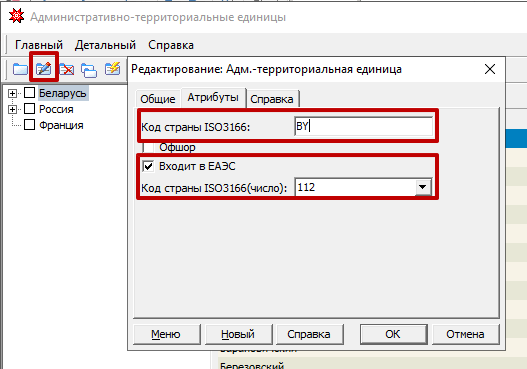 Административно-территориальные единицы
Главный Детальный Справка
Беларусь
Россия
Франция
Редактирование: Адм.-территориальная единица
Общие Атрибуты Справка
Код страны ISO3166: BY
Офшор
Входит в ЕАЭС
Код страны ISO3166(число): 112
Меню Новый Справка ОК Отмена
Березовский